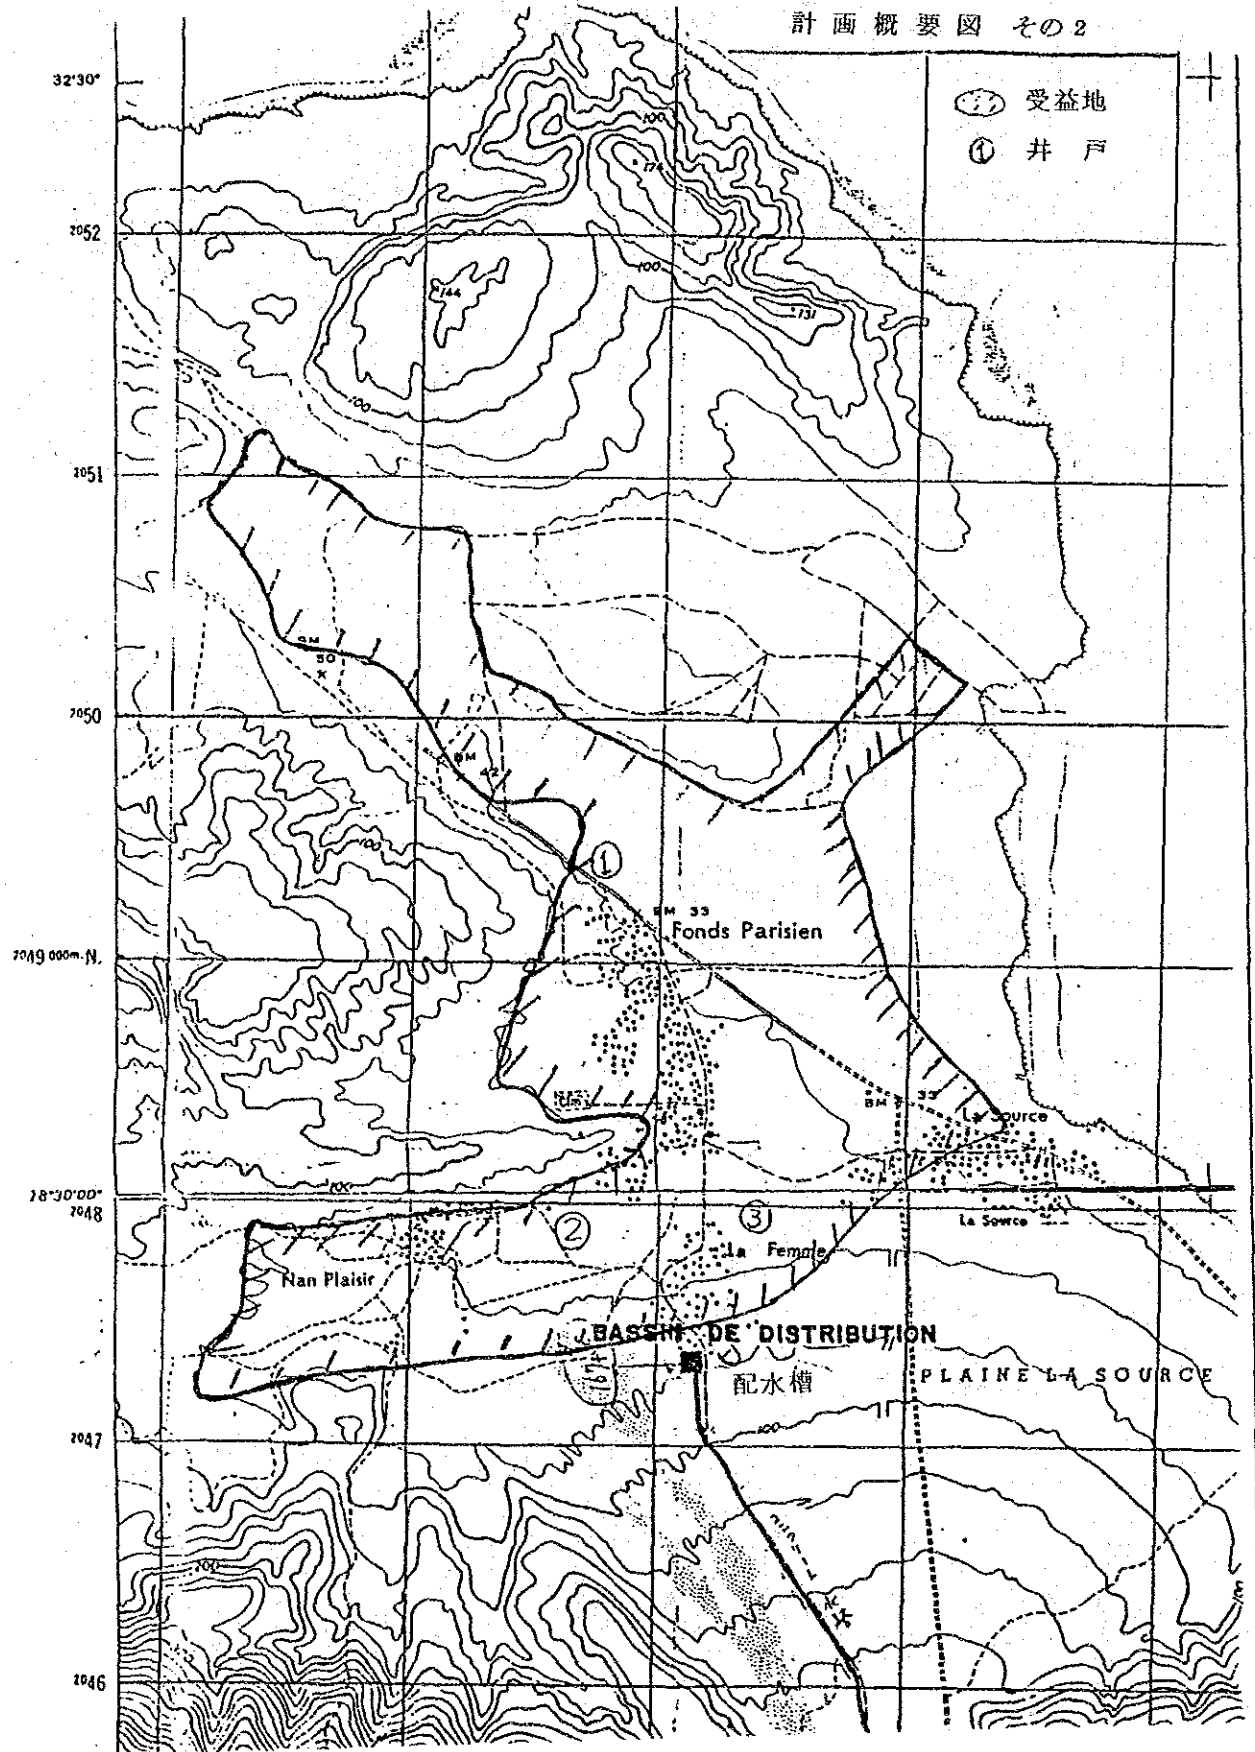 計画概要図 その2
32'30"
受益地
① 井戸
100
174
2052
100
144
131
100
2051
BM
50
2050
BM
42
100
①
BM 33
Fonds Parisien
2049 000m. N.
BM 33
La Source
100
18°30'00"
2048
②
③
La Source
La Femelle
Nan Plaisir
BASSIN DE DISTRIBUTION
配水槽
PLAINE LA SOURCE
2047
100
200
2046